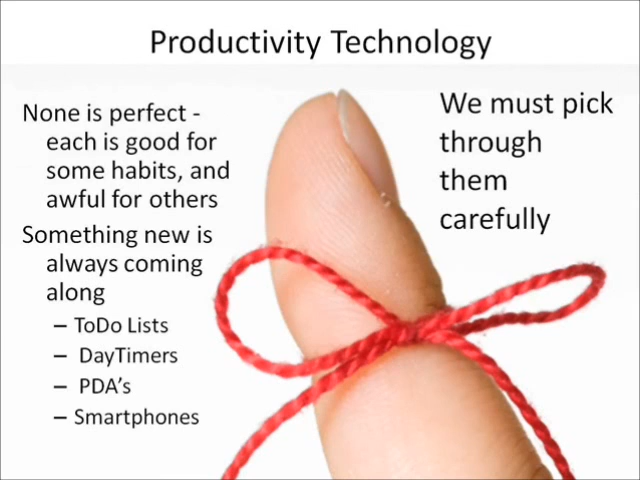 Productivity Technology
None is perfect -
each is good for
some habits, and
awful for others
Something new is
always coming
along
– ToDo Lists
– DayTimers
– PDA's
– Smartphones
We must pick
through
them
carefully